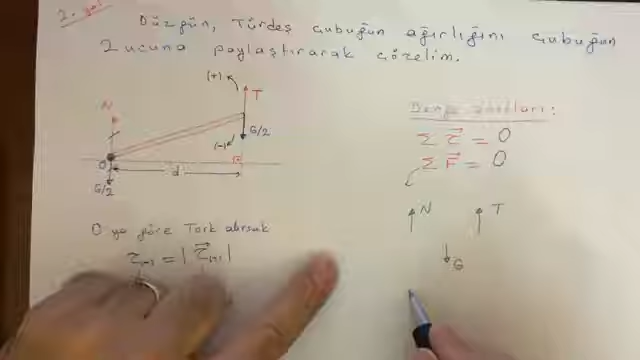 2. yol
Düzgün, Türdeş çubuğun ağırlığını çubuğun
2 ucuna paylaştırarak çözelim.
(+)
N
T
G/2
(-)
O
d
G/2
Denge Şartları:
Σ τ⃗ = 0
Σ F⃗ = 0
N
T
G
O ya göre Tork alırsak
τ(-) = |τ⃗(+)|